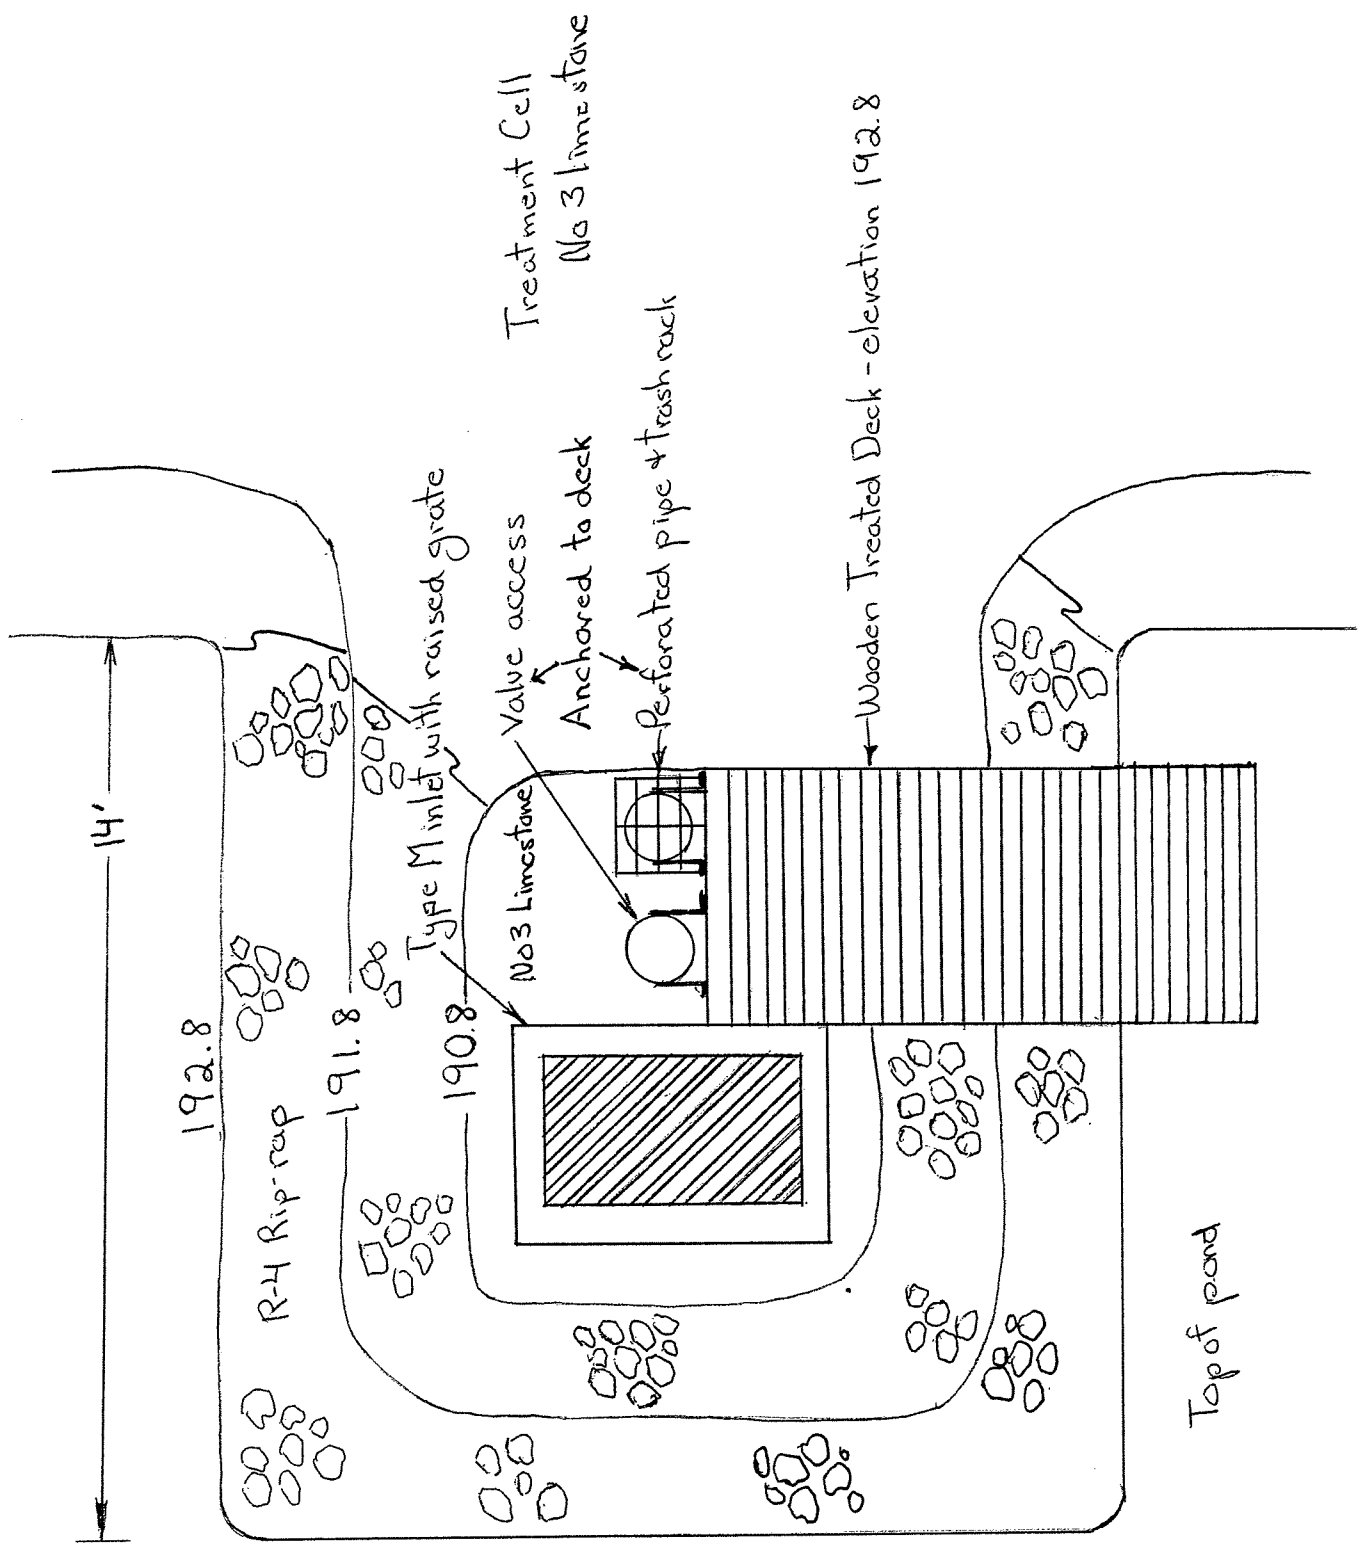 14'
192.8
R-4 Rip-rap
191.8
Type M inlet with raised grate
190.8
No3 Limestone
Valve access
Anchored to deck
Perforated pipe & trash rack
Treatment Cell
No 3 limestone
Wooden Treated Deck - elevation 192.8
Top of pond